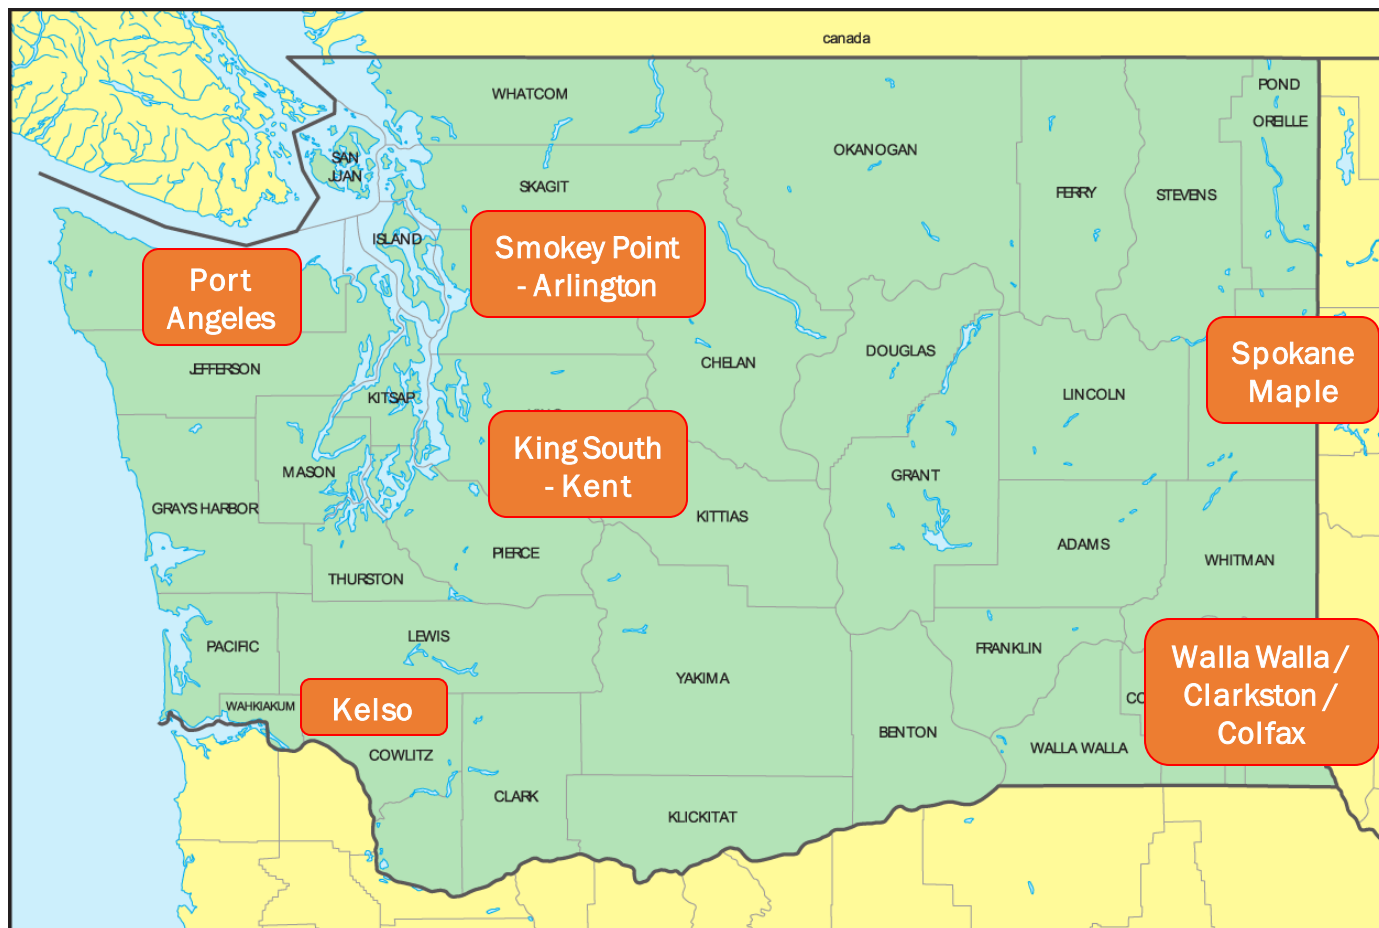 canada
POND
OREILLE
WHATCOM
OKANOGAN
SAN
JUAN
SKAGIT
FERRY
STEVENS
ISLAND
Smokey Point
- Arlington
Port
Angeles
Spokane
Maple
DOUGLAS
CHELAN
JEFFERSON
KITSAP
LINCOLN
King South
- Kent
MASON
GRANT
GRAYS HARBOR
KITTIAS
PIERCE
ADAMS
WHITMAN
THURSTON
LEWIS
PACIFIC
FRANKLIN
YAKIMA
Walla Walla /
Clarkston /
Colfax
CO
WAHKIAKUM
Kelso
BENTON
WALLA WALLA
COWLITZ
CLARK
KLICKITAT